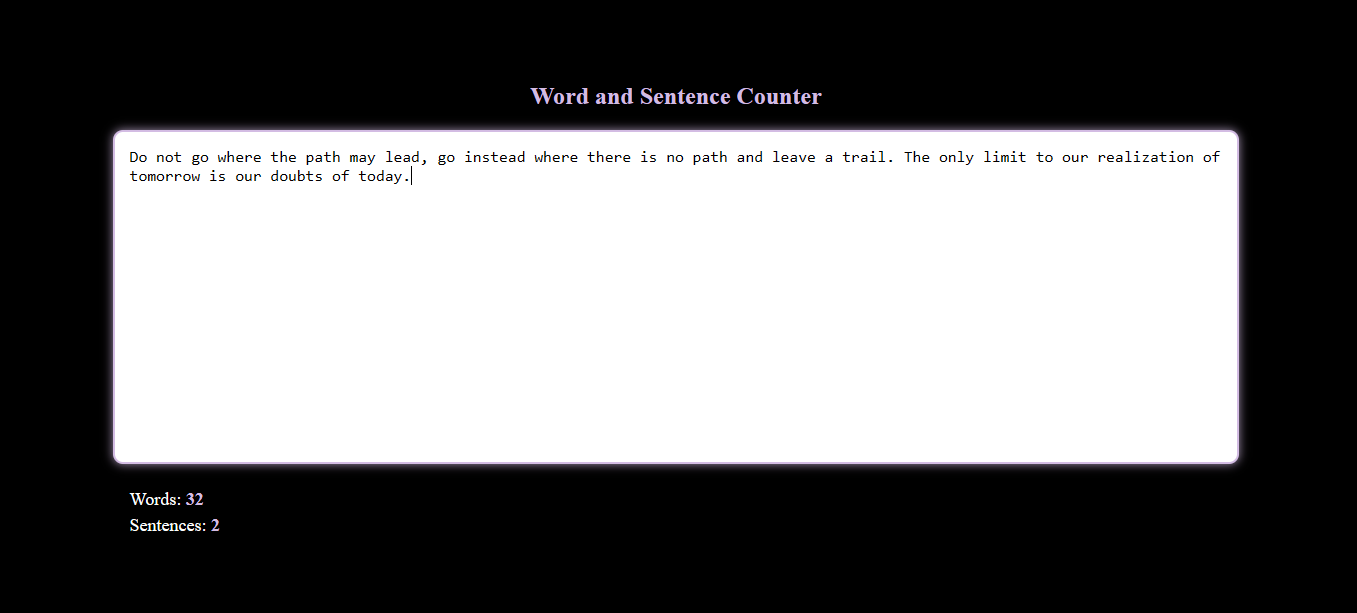 Word and Sentence Counter
Do not go where the path may lead, go instead where there is no path and leave a trail. The only limit to our realization of
tomorrow is our doubts of today.
Words: 32
Sentences: 2